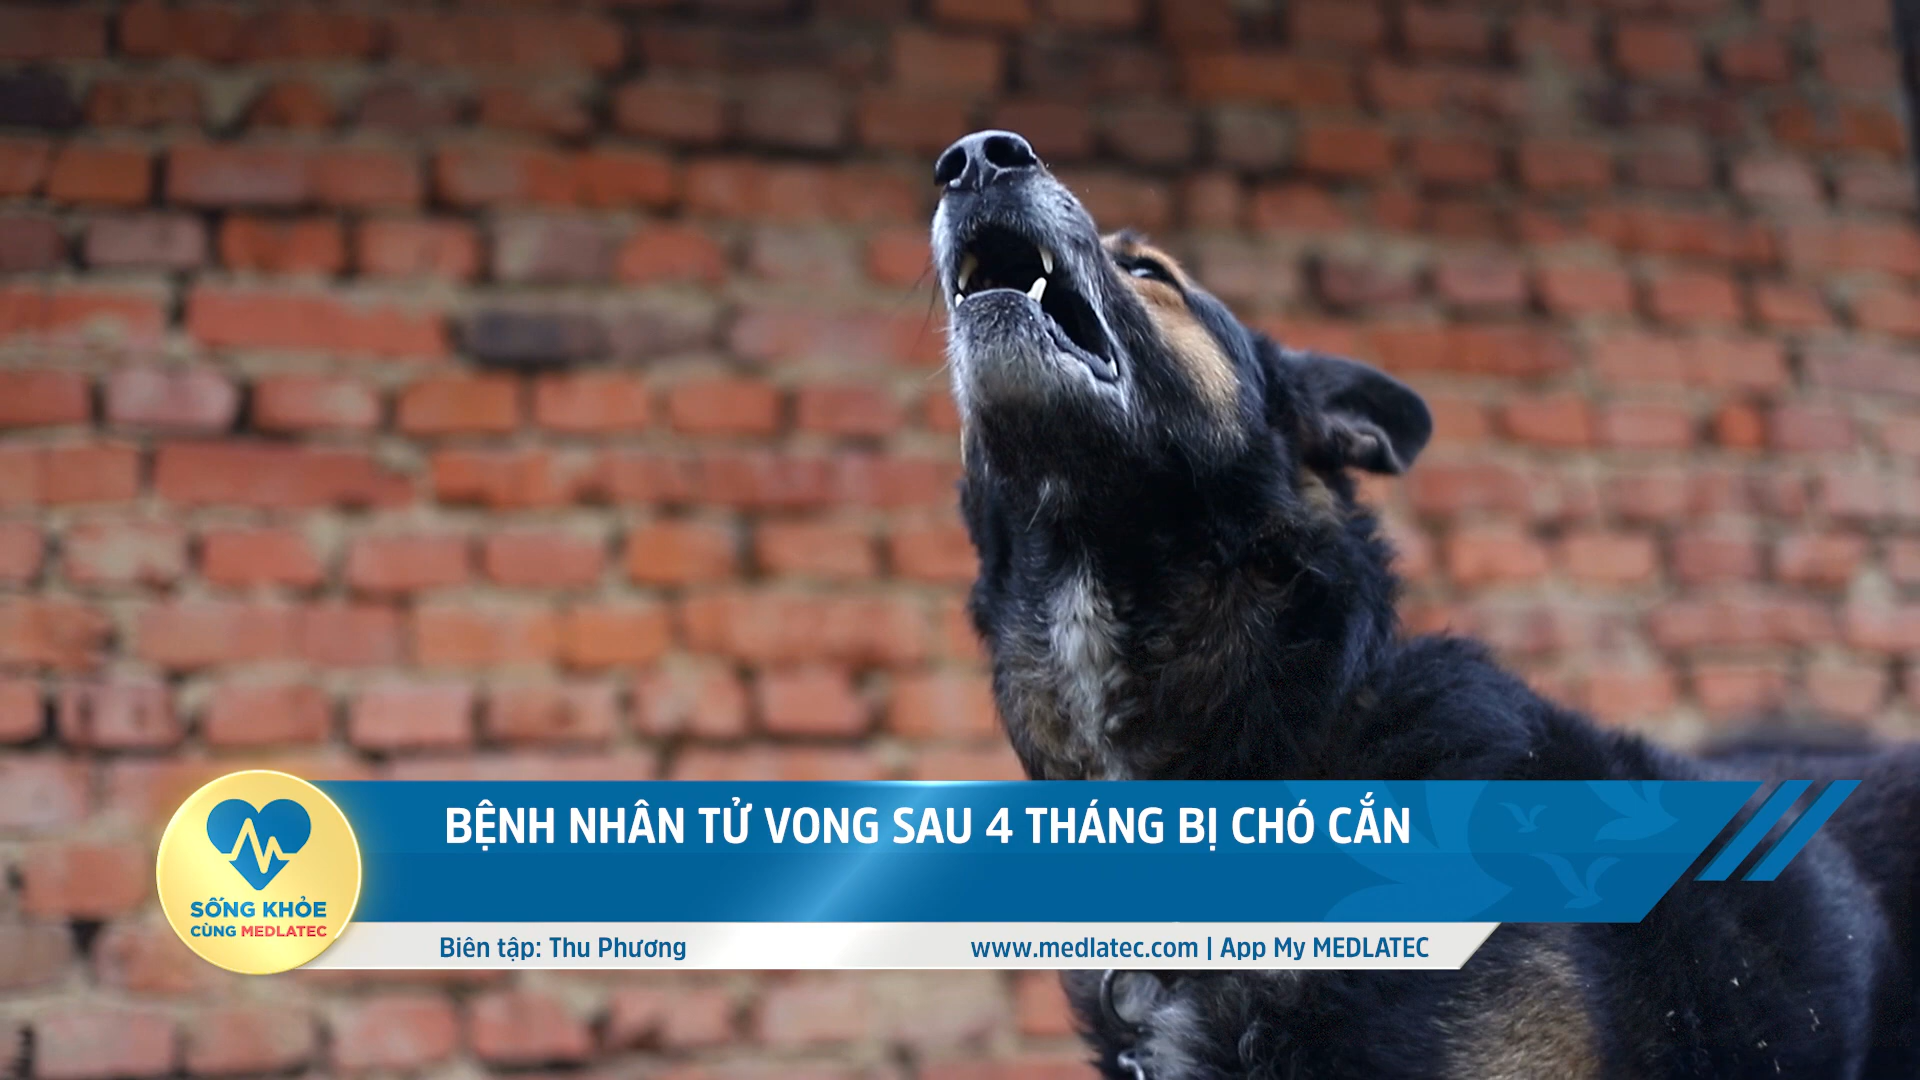 BỆNH NHÂN TỬ VONG SAU 4 THÁNG BỊ CHÓ CẮN
SỐNG KHỎE
CÙNG MEDLATEC
Biên tập: Thu Phương
www.medlatec.com | App My MEDLATEC